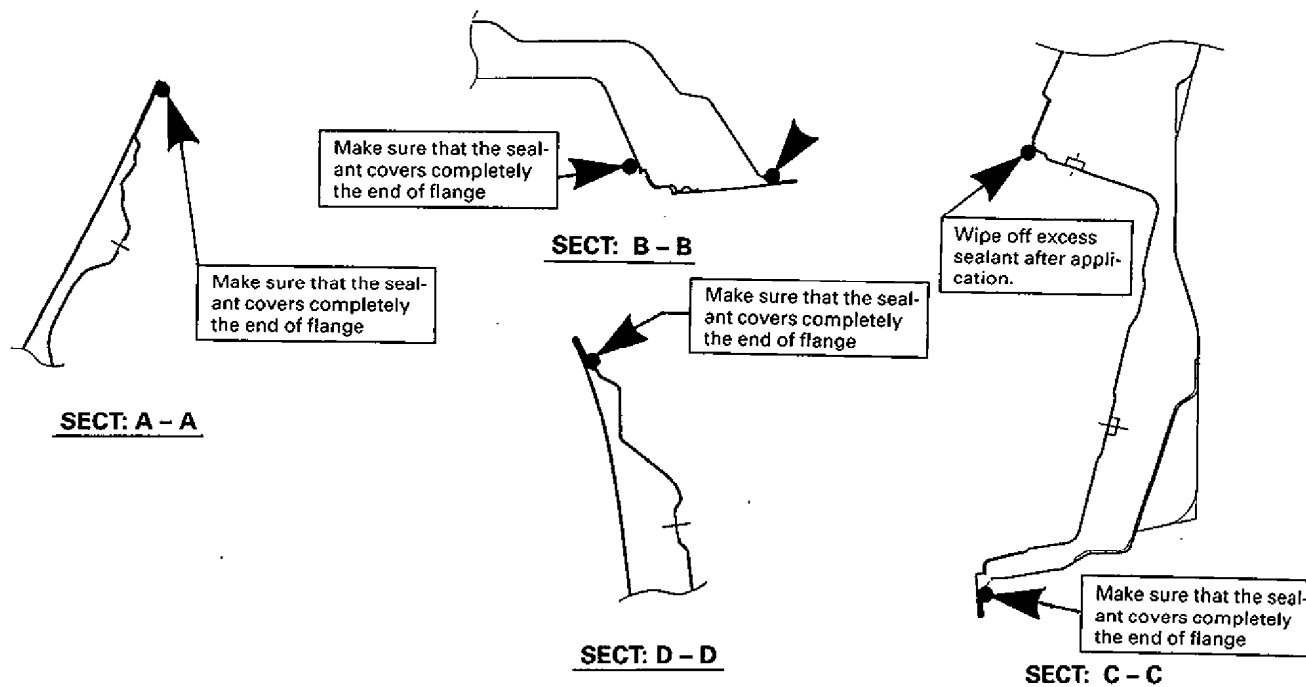 Make sure that the seal-
ant covers completely
the end of flange
SECT: A – A
Make sure that the seal-
ant covers completely
the end of flange
SECT: B – B
Make sure that the seal-
ant covers completely
the end of flange
SECT: D – D
Wipe off excess
sealant after appli-
cation.
Make sure that the seal-
ant covers completely
the end of flange
SECT: C – C